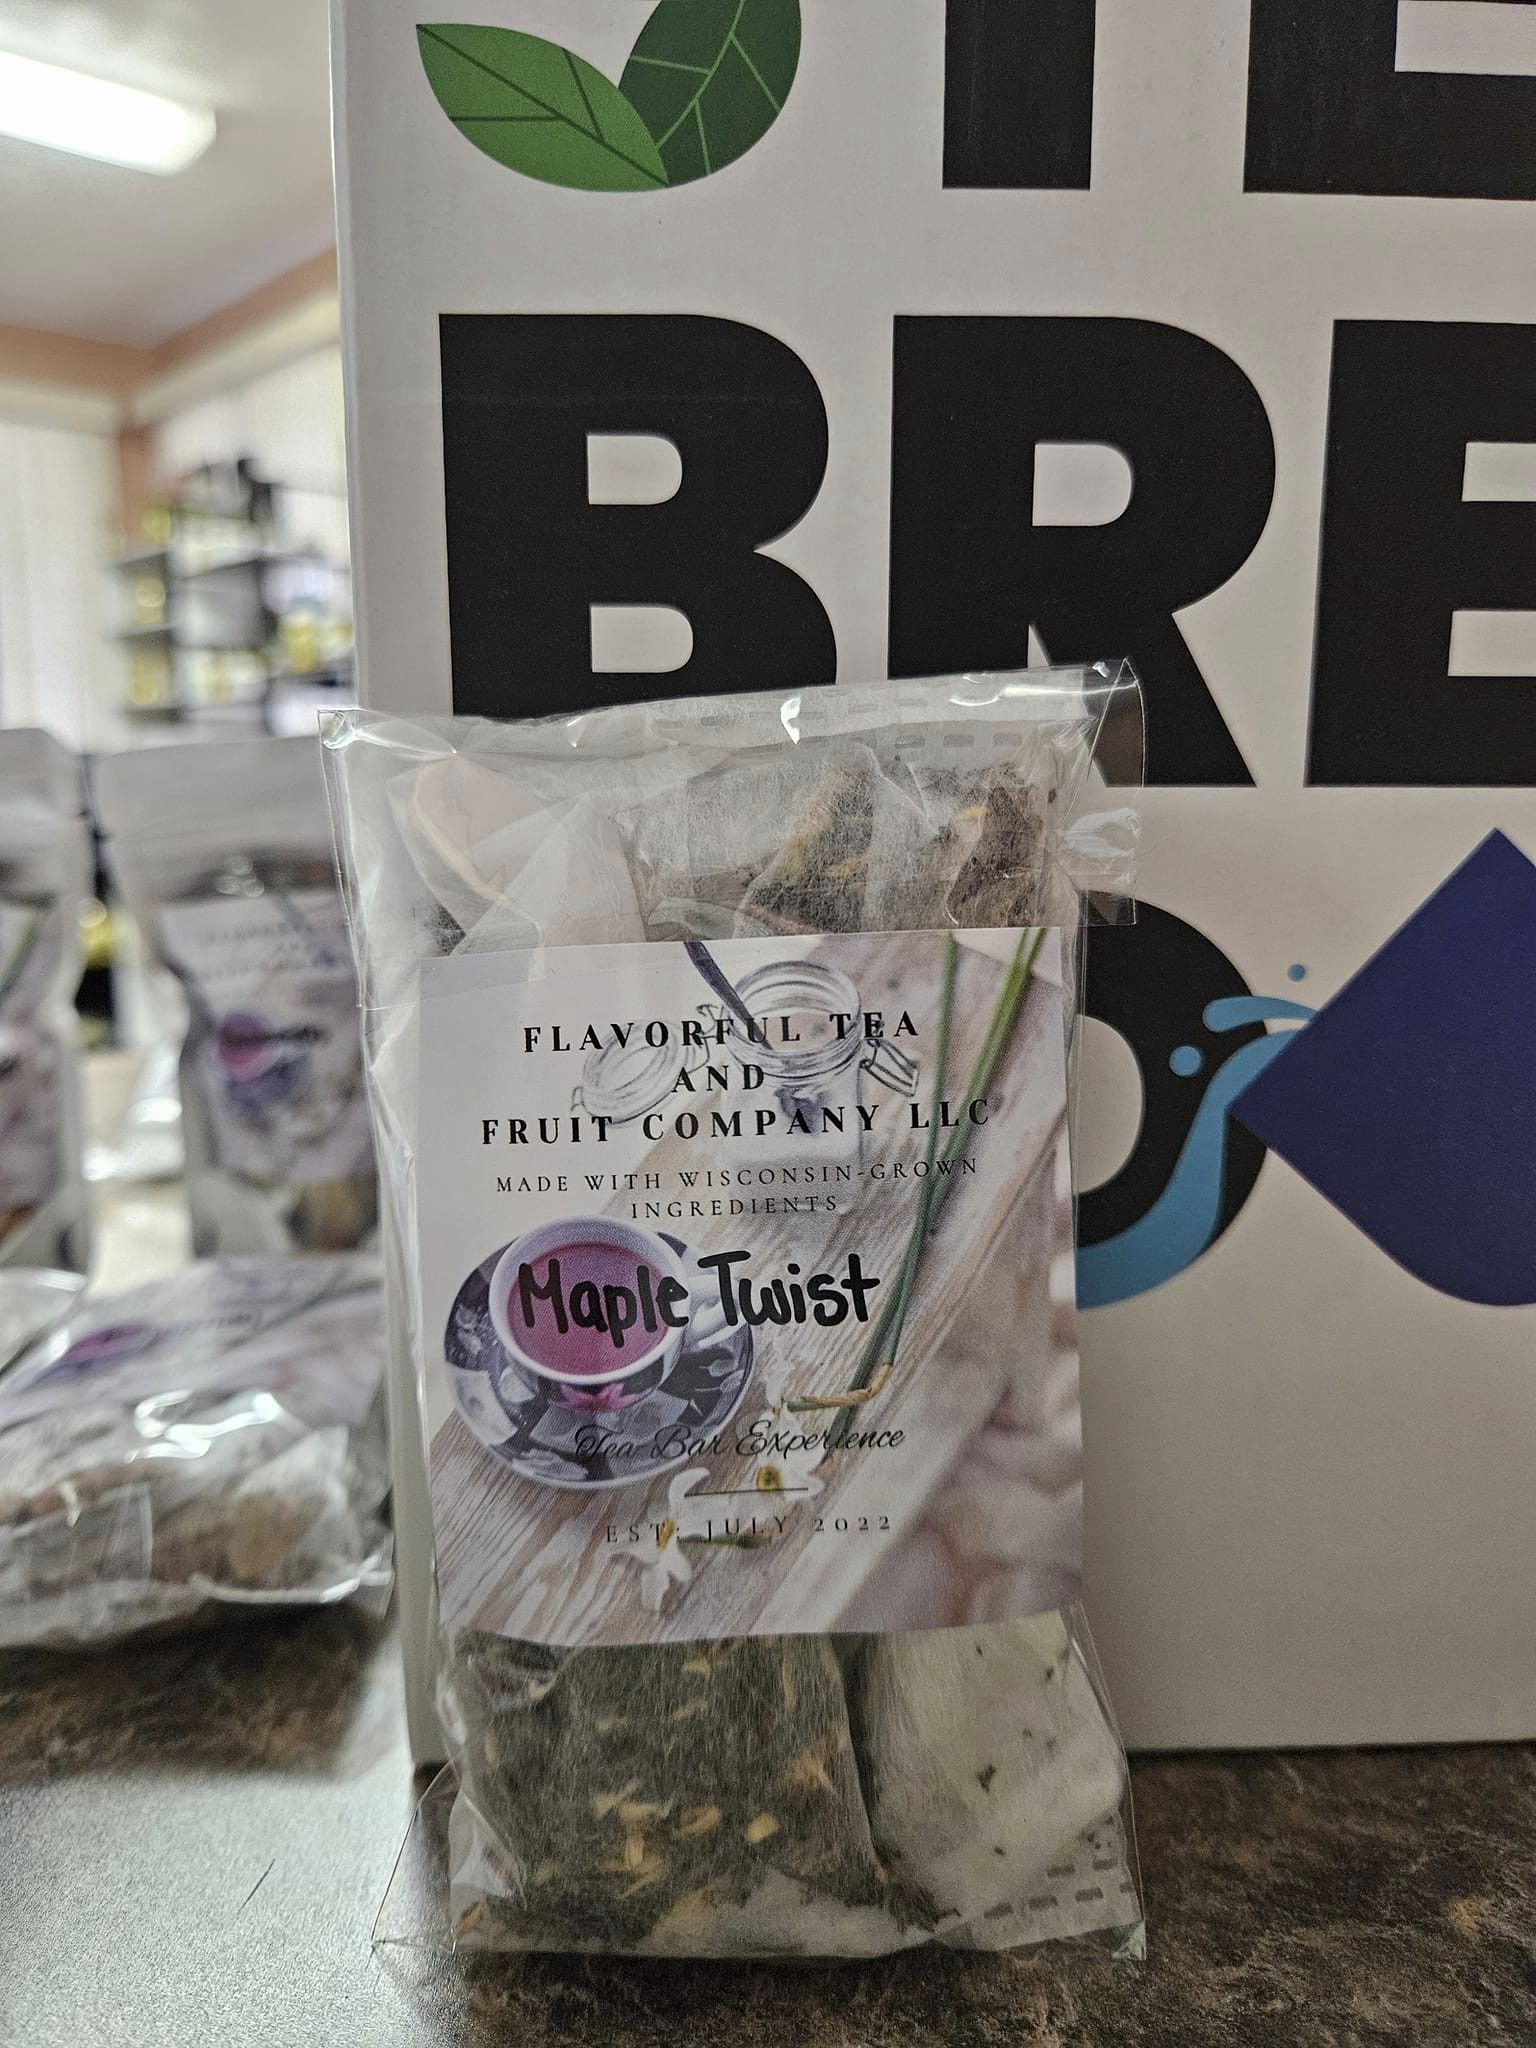 BRE
FLAVORFUL TEA
AND
FRUIT COMPANY LLC
MADE WITH WISCONSIN-GROWN
INGREDIENTS
Maple Twist
Tea Bar Experience
EST: JULY 2022